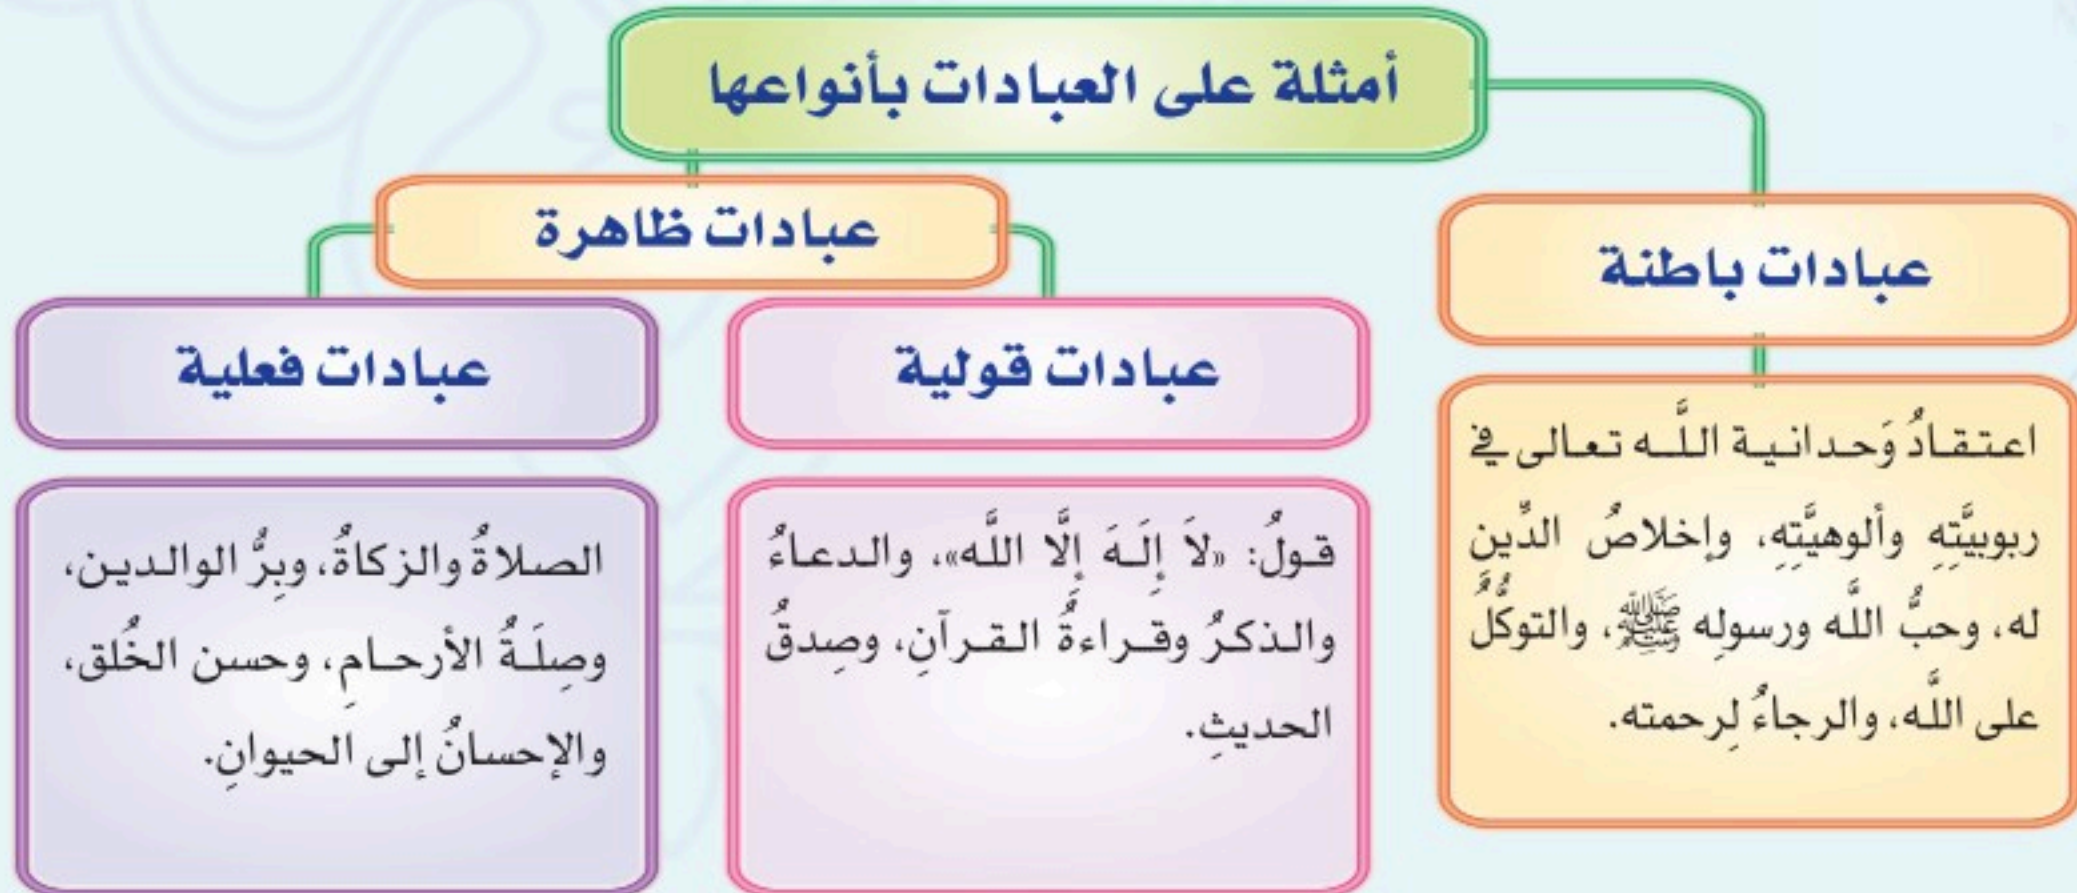 أمثلة على العبادات بأنواعها
عبادات باطنة
اعتقادُ وَحدانية اللَّه تعالى في
ربوبيَّتِهِ وألوهيَّتِهِ، وإخلاصُ الدِّين
له، وحبُّ اللَّه ورسولِه ﷺ، والتوكُّلُ
على اللَّه، والرجاءُ لِرحمته.
عبادات ظاهرة
عبادات قولية
قولُ: «لاَ إِلَهَ إِلَّا اللَّه»، والدعاءُ
والذكرُ وقراءةُ القرآنِ، وصِدقُ
الحديثِ.
عبادات فعلية
الصلاةُ والزكاةُ، وبِرُّ الوالدين،
وصِلَةُ الأرحامِ، وحسن الخُلق،
والإحسانُ إلى الحيوانِ.